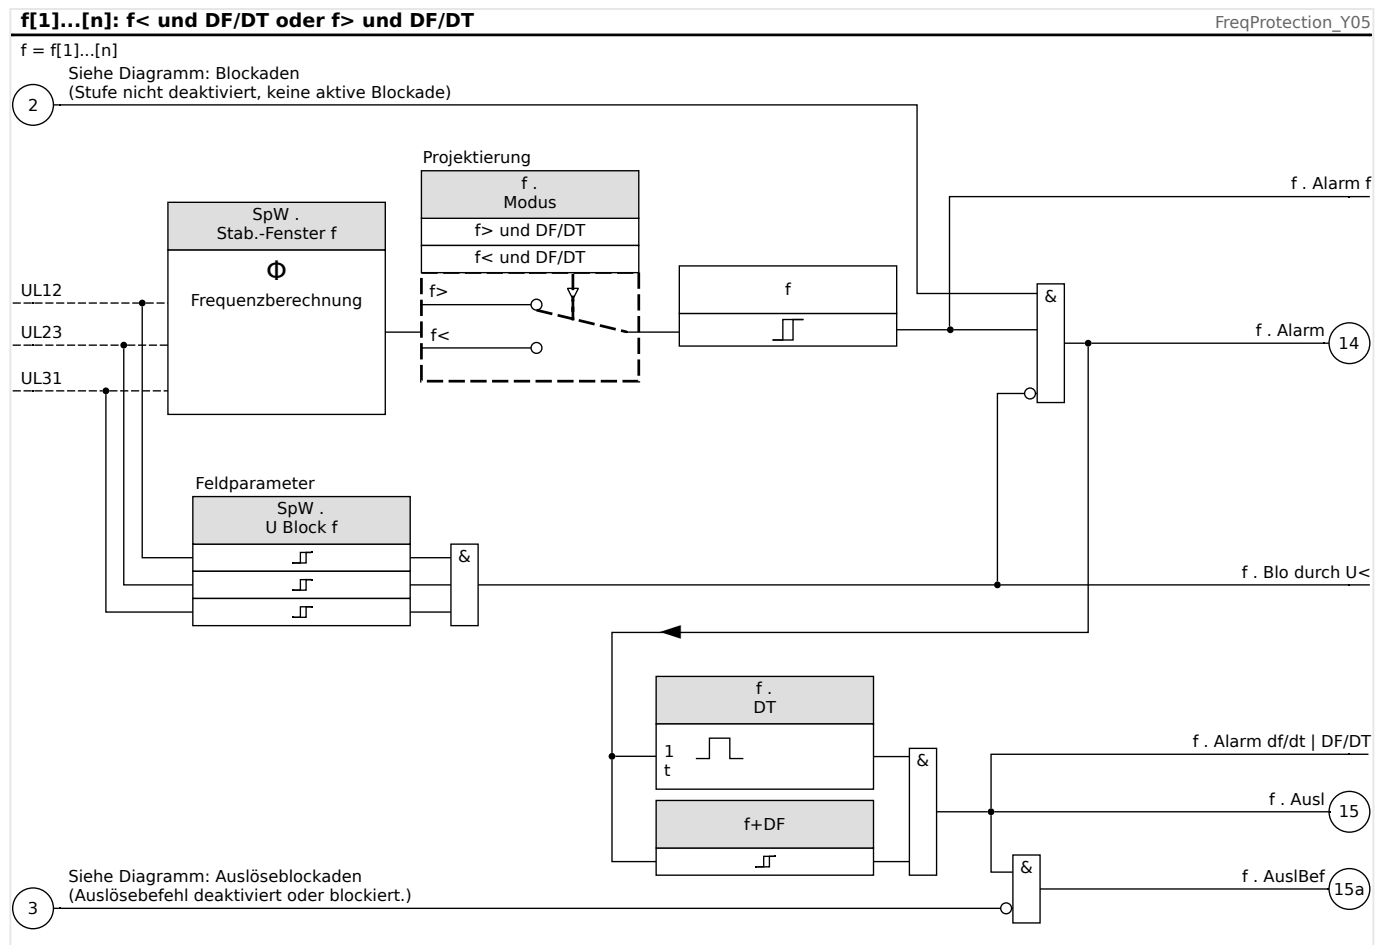 f[1]...[n]: f< und DF/DT oder f> und DF/DT
FreqProtection_Y05
f = f[1]...[n]
Siehe Diagramm: Blockaden
(Stufe nicht deaktiviert, keine aktive Blockade)
2
Projektierung
f .
Modus
f> und DF/DT
f< und DF/DT
f>
f<
SpW .
Stab.-Fenster f
Φ
Frequenzberechnung
UL12
UL23
UL31
f
&
f . Alarm f
f . Alarm
14
Feldparameter
SpW .
U Block f
&
f . Blo durch U<
f .
DT
1
t
f+DF
&
f . Alarm df/dt | DF/DT
f . Ausl
15
&
f . AuslBef
15a
Siehe Diagramm: Auslöseblockaden
(Auslösebefehl deaktiviert oder blockiert.)
3